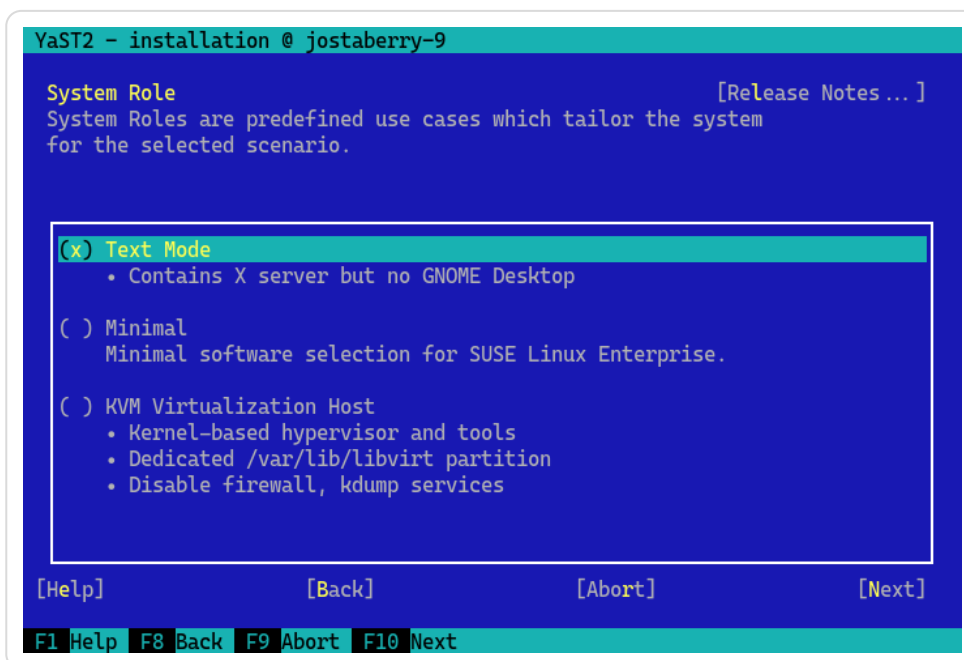 YaST2 - installation @ jostaberry-9
System Role [Release Notes...]
System Roles are predefined use cases which tailor the system
for the selected scenario.
(x) Text Mode
• Contains X server but no GNOME Desktop
( ) Minimal
Minimal software selection for SUSE Linux Enterprise.
( ) KVM Virtualization Host
• Kernel-based hypervisor and tools
• Dedicated /var/lib/libvirt partition
• Disable firewall, kdump services
[Help] [Back] [Abort] [Next]
F1 Help F8 Back F9 Abort F10 Next